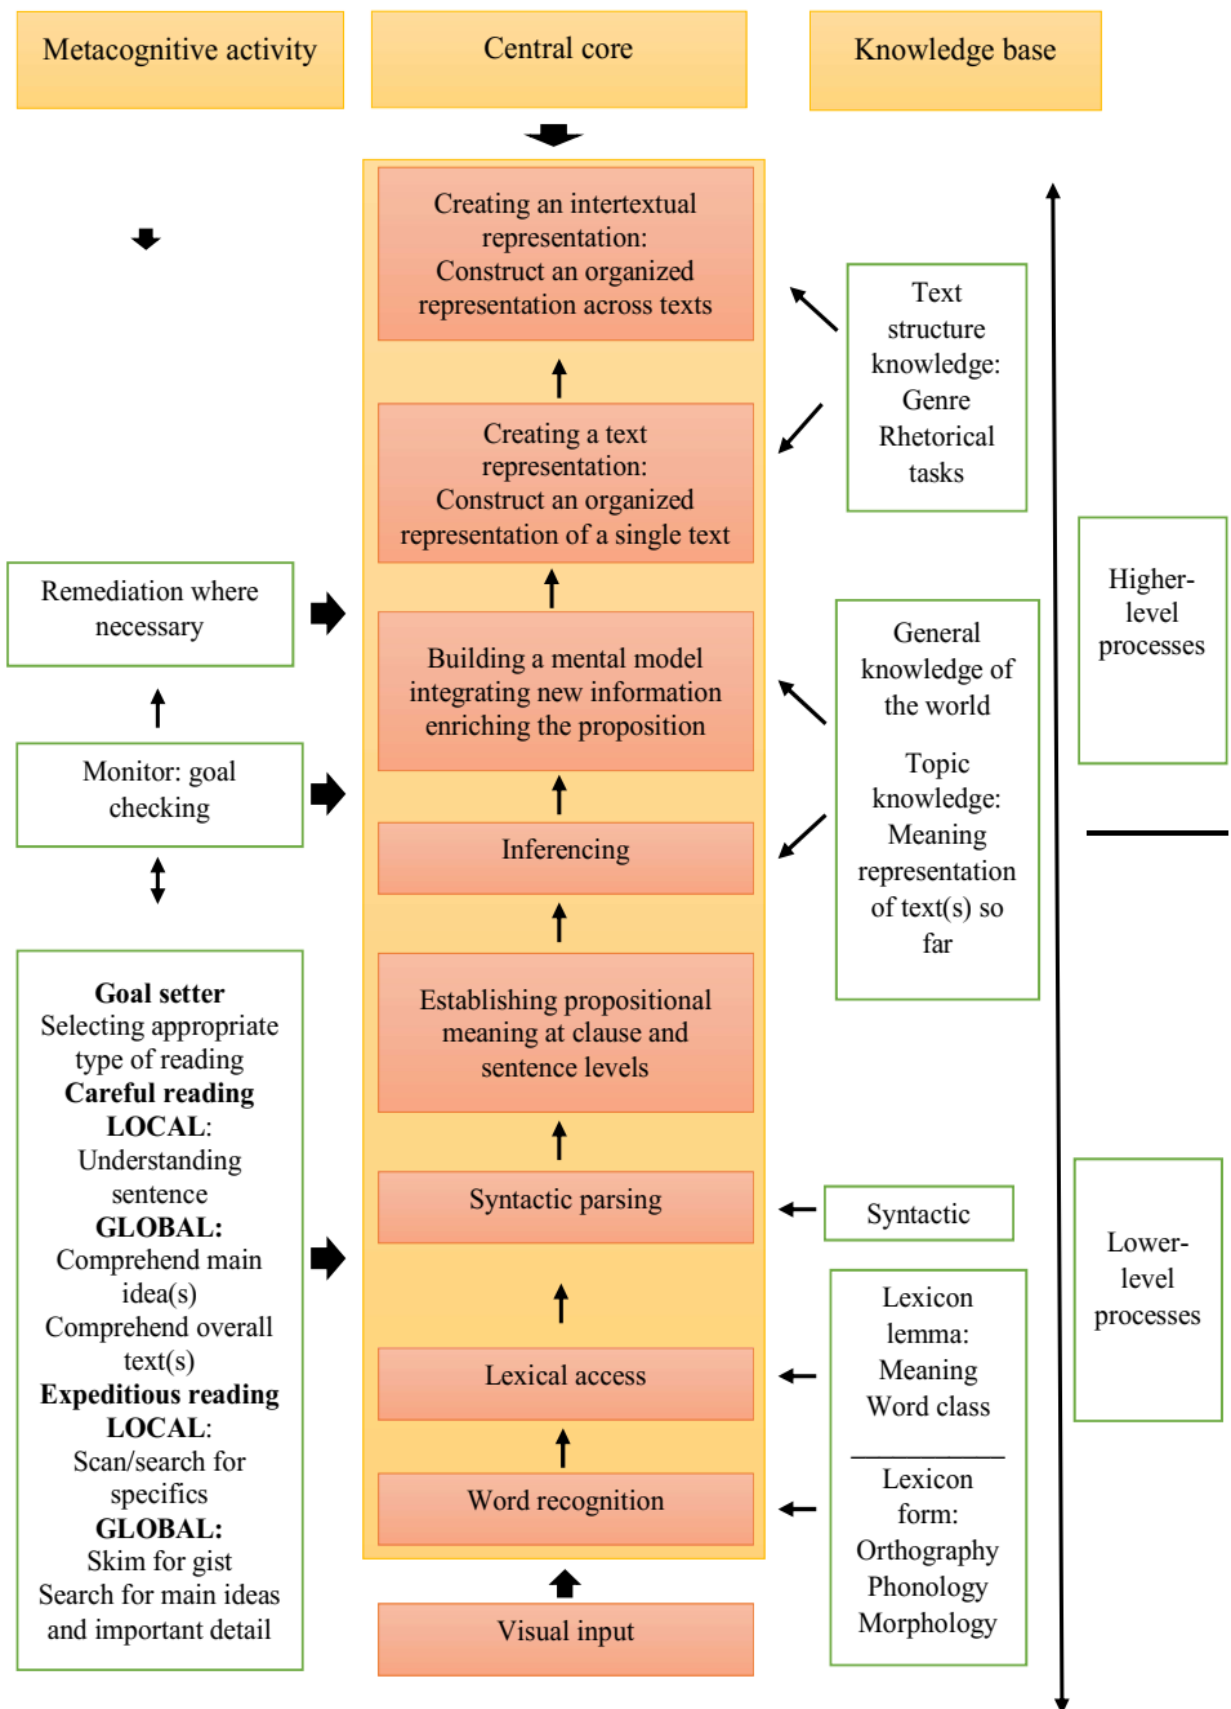 Metacognitive activity
Central core
Knowledge base
Creating an intertextual
representation:
Construct an organized
representation across texts
Creating a text
representation:
Construct an organized
representation of a single text
Building a mental model
integrating new information
enriching the proposition
Inferencing
Establishing propositional
meaning at clause and
sentence levels
Syntactic parsing
Lexical access
Word recognition
Visual input
Remediation where
necessary
Monitor: goal
checking
Goal setter
Selecting appropriate
type of reading
Careful reading
LOCAL:
Understanding
sentence
GLOBAL:
Comprehend main
idea(s)
Comprehend overall
text(s)
Expeditious reading
LOCAL:
Scan/search for
specifics
GLOBAL:
Skim for gist
Search for main ideas
and important detail
Text
structure
knowledge:
Genre
Rhetorical
tasks
General
knowledge of
the world
Topic
knowledge:
Meaning
representation
of text(s) so
far
Syntactic
Lexicon
lemma:
Meaning
Word class
Lexicon
form:
Orthography
Phonology
Morphology
Higher-
level
processes
Lower-
level
processes